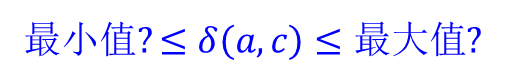 最小值? ≤ δ(a, c) ≤ 最大值?